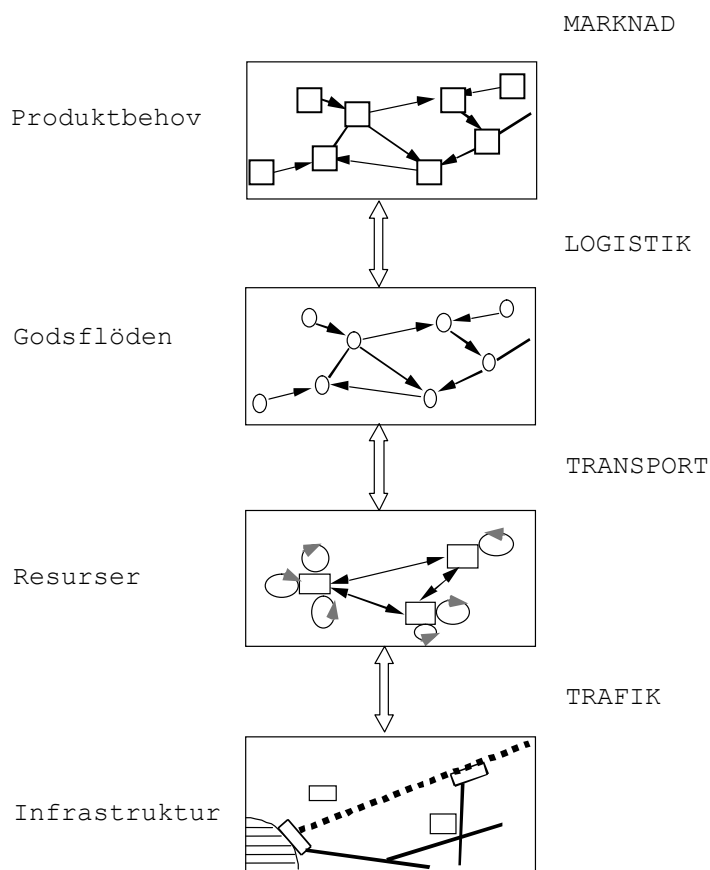 MARKNAD
Produktbehov
LOGISTIK
Godsflöden
TRANSPORT
Resurser
TRAFIK
Infrastruktur